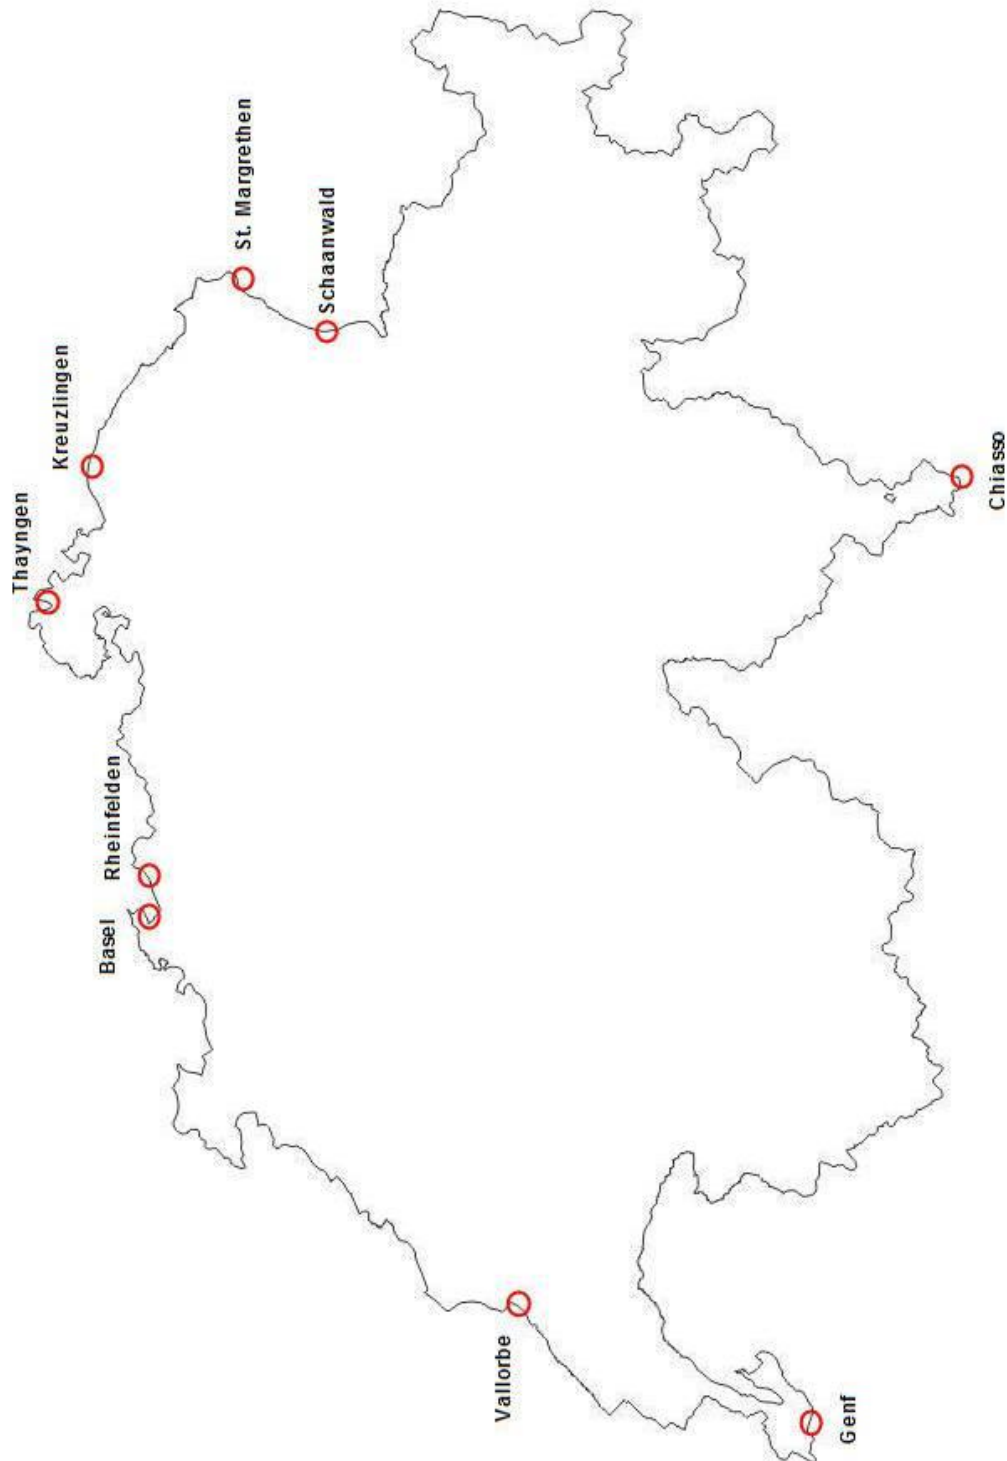 Thayngen
Kreuzlingen
St. Margrethen
Schaanwald
Rheinfelden
Basel
Vallorbe
Genf
Chiasso